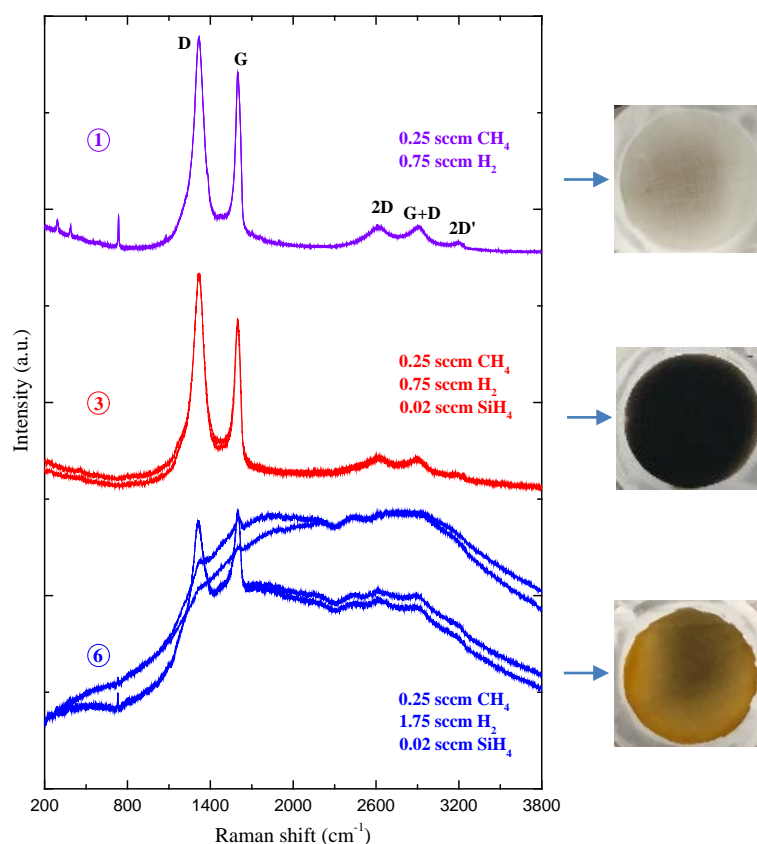 D
G
①
0.25 sccm CH₄
0.75 sccm H₂
2D
G+D
2D'
③
0.25 sccm CH₄
0.75 sccm H₂
0.02 sccm SiH₄
⑥
0.25 sccm CH₄
1.75 sccm H₂
0.02 sccm SiH₄
Intensity (a.u.)
200 800 1400 2000 2600 3200 3800
Raman shift (cm⁻¹)